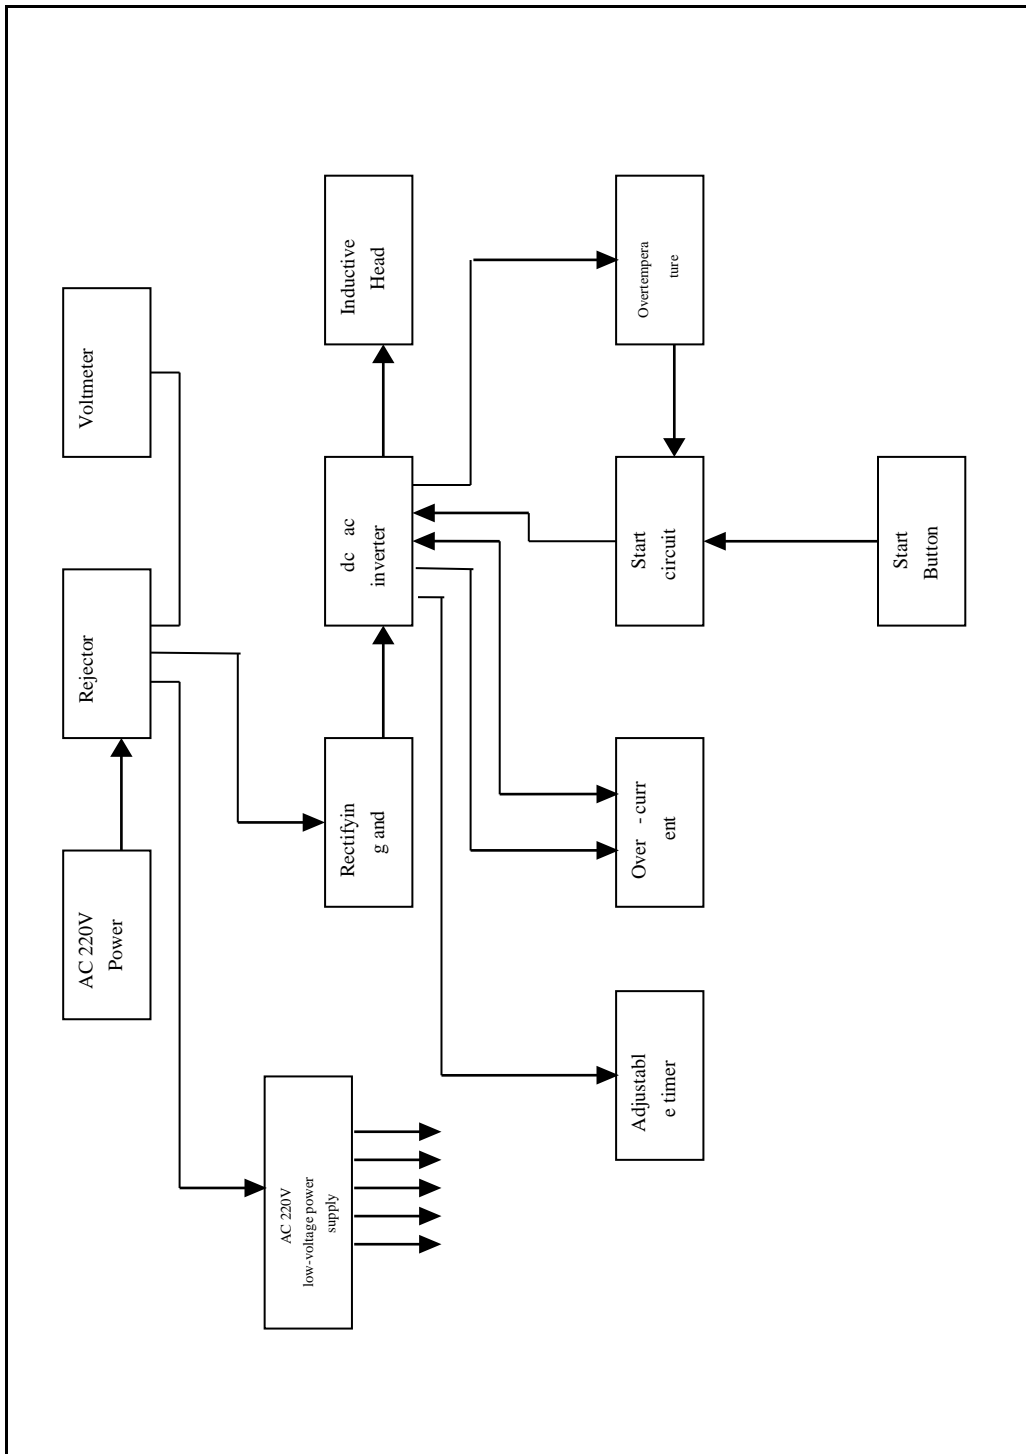 AC 220V
Power
Rejector
Voltmeter
AC 220V
low-voltage power
supply
Rectifyin
g and
dc ac
inverter
Inductive
Head
Adjustabl
e timer
Over -curr
ent
Start
circuit
Overtempera
ture
Start
Button